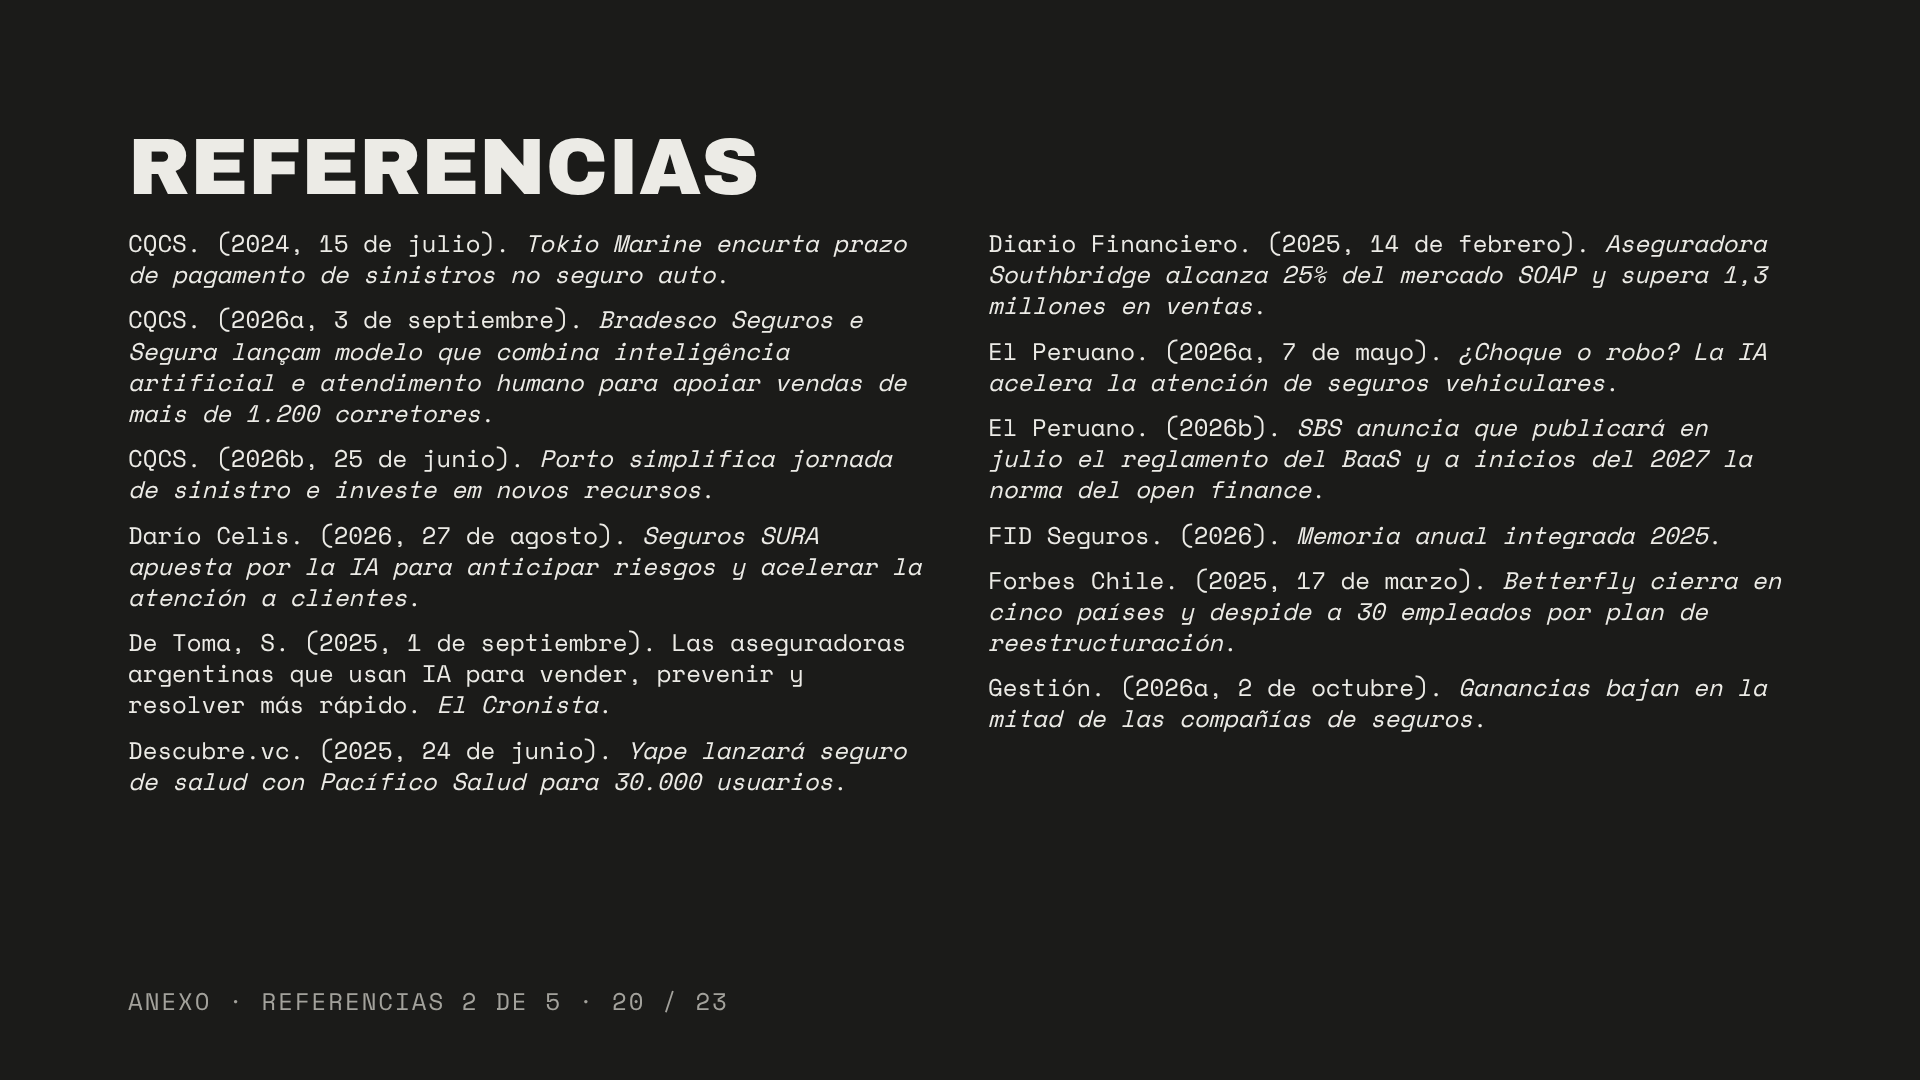 REFERENCIAS
CQCS. (2024, 15 de julio). Tokio Marine encurta prazo
de pagamento de sinistros no seguro auto.
CQCS. (2026a, 3 de septiembre). Bradesco Seguros e
Segura lançam modelo que combina inteligência
artificial e atendimento humano para apoiar vendas de
mais de 1.200 corretores.
CQCS. (2026b, 25 de junio). Porto simplifica jornada
de sinistro e investe em novos recursos.
Darío Celis. (2026, 27 de agosto). Seguros SURA
apuesta por la IA para anticipar riesgos y acelerar la
atención a clientes.
De Toma, S. (2025, 1 de septiembre). Las aseguradoras
argentinas que usan IA para vender, prevenir y
resolver más rápido. El Cronista.
Descubre.vc. (2025, 24 de junio). Yape lanzará seguro
de salud con Pacífico Salud para 30.000 usuarios.
Diario Financiero. (2025, 14 de febrero). Aseguradora
Southbridge alcanza 25% del mercado SOAP y supera 1,3
millones en ventas.
El Peruano. (2026a, 7 de mayo). ¿Choque o robo? La IA
acelera la atención de seguros vehiculares.
El Peruano. (2026b). SBS anuncia que publicará en
julio el reglamento del BaaS y a inicios del 2027 la
norma del open finance.
FID Seguros. (2026). Memoria anual integrada 2025.
Forbes Chile. (2025, 17 de marzo). Betterfly cierra en
cinco países y despide a 30 empleados por plan de
reestructuración.
Gestión. (2026a, 2 de octubre). Ganancias bajan en la
mitad de las compañías de seguros.
ANEXO · REFERENCIAS 2 DE 5 · 20 / 23